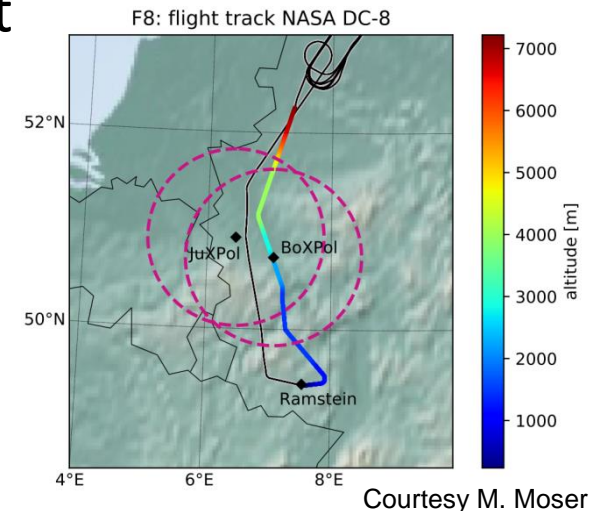 t
F8: flight track NASA DC-8
7000
6000
5000
4000
3000
2000
1000
altitude [m]
52°N
50°N
JuXPol
BoXPol
Ramstein
4°E
6°E
8°E
Courtesy M. Moser